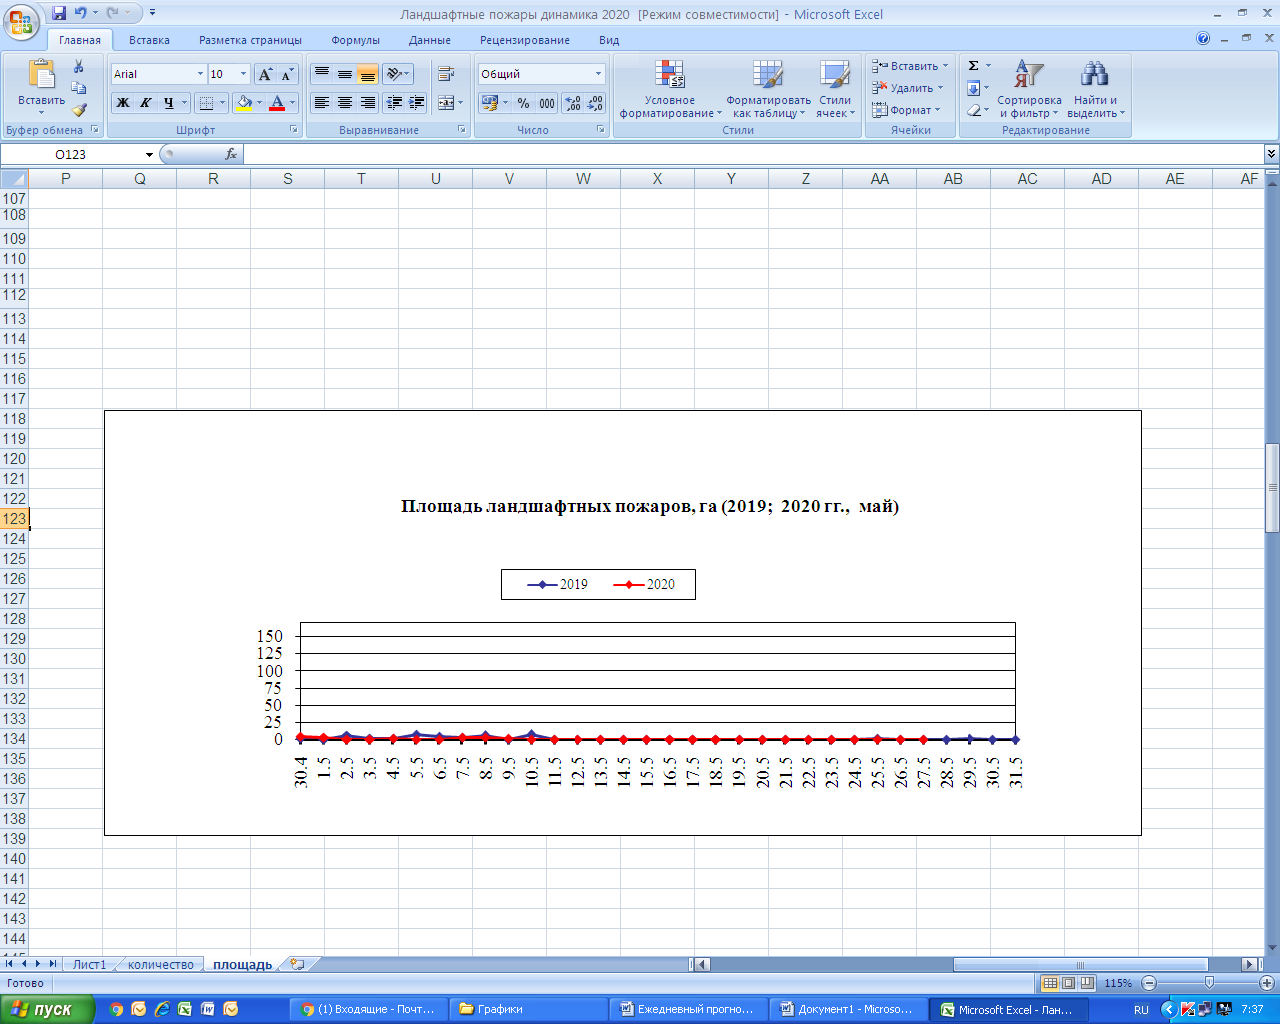 Ландшафтные пожары динамика 2020 [Режим совместимости] - Microsoft Excel
Главная Вставка Разметка страницы Формулы Данные Рецензирование Вид
Вставить
Буфер обмена
Arial 10
Ж К Ч
Шрифт
Выравнивание
Общий
% 000 ,00 ,00
Число
Условное форматирование
Форматировать как таблицу
Стили ячеек
Стили
Вставить
Удалить
Формат
Ячейки
Σ
Сортировка и фильтр
Найти и выделить
Редактирование
O123 fx
P Q R S T U V W X Y Z AA AB AC AD AE AF
107
108
109
110
111
112
113
114
115
116
117
118
119
120
121
122
123
124
125
126
127
128
129
130
131
132
133
134
135
136
137
138
139
140
141
142
143
144
Площадь ландшафтных пожаров, га (2019; 2020 гг., май)
2019 2020
150
125
100
75
50
25
0
30.4 1.5 2.5 3.5 4.5 5.5 6.5 7.5 8.5 9.5 10.5 11.5 12.5 13.5 14.5 15.5 16.5 17.5 18.5 19.5 20.5 21.5 22.5 23.5 24.5 25.5 26.5 27.5 28.5 29.5 30.5 31.5
Лист1 количество площадь
Готово 115%
пуск (1) Входящие - Почт... Графики Ежедневный прогно... Документ1 - Microso... Microsoft Excel - Лан... RU 7:37